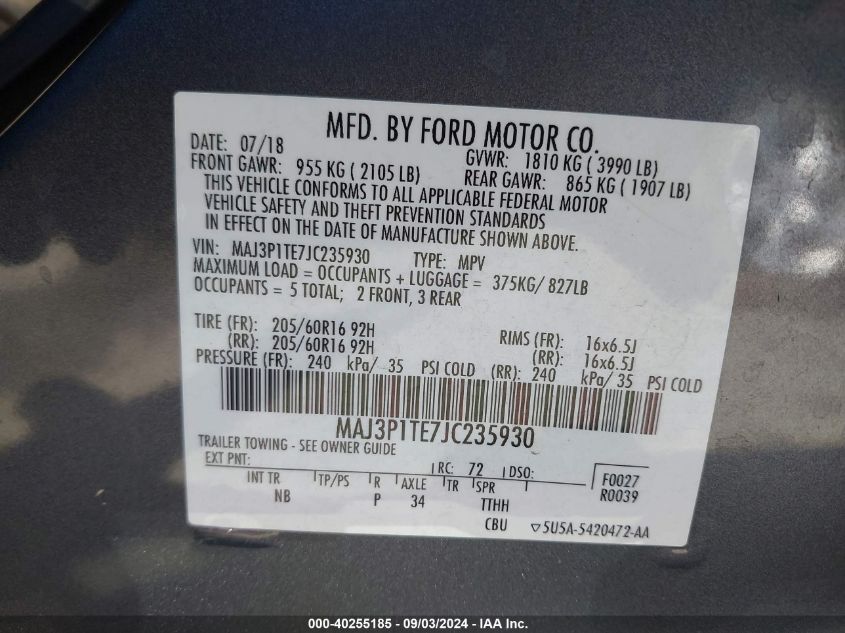 MFD. BY FORD MOTOR CO.
DATE: 07/18 GVWR: 1810 KG ( 3990 LB)
FRONT GAWR: 955 KG ( 2105 LB) REAR GAWR: 865 KG ( 1907 LB)
THIS VEHICLE CONFORMS TO ALL APPLICABLE FEDERAL MOTOR
VEHICLE SAFETY AND THEFT PREVENTION STANDARDS
IN EFFECT ON THE DATE OF MANUFACTURE SHOWN ABOVE.
VIN: MAJ3P1TE7JC235930 TYPE: MPV
MAXIMUM LOAD = OCCUPANTS + LUGGAGE = 375KG/ 827LB
OCCUPANTS = 5 TOTAL; 2 FRONT, 3 REAR
TIRE (FR): 205/60R16 92H RIMS (FR): 16x6.5J
(RR): 205/60R16 92H (RR): 16x6.5J
PRESSURE (FR): 240 kPa/ 35 PSI COLD (RR): 240 kPa/ 35 PSI COLD
MAJ3P1TE7JC235930
TRAILER TOWING - SEE OWNER GUIDE
EXT PNT: RC: 72 DSO: F0027
INT TR TP/PS R AXLE TR SPR R0039
NB P 34 TTHH
CBU ▽5U5A-5420472-AA
000-40255185 - 09/03/2024 - IAA Inc.